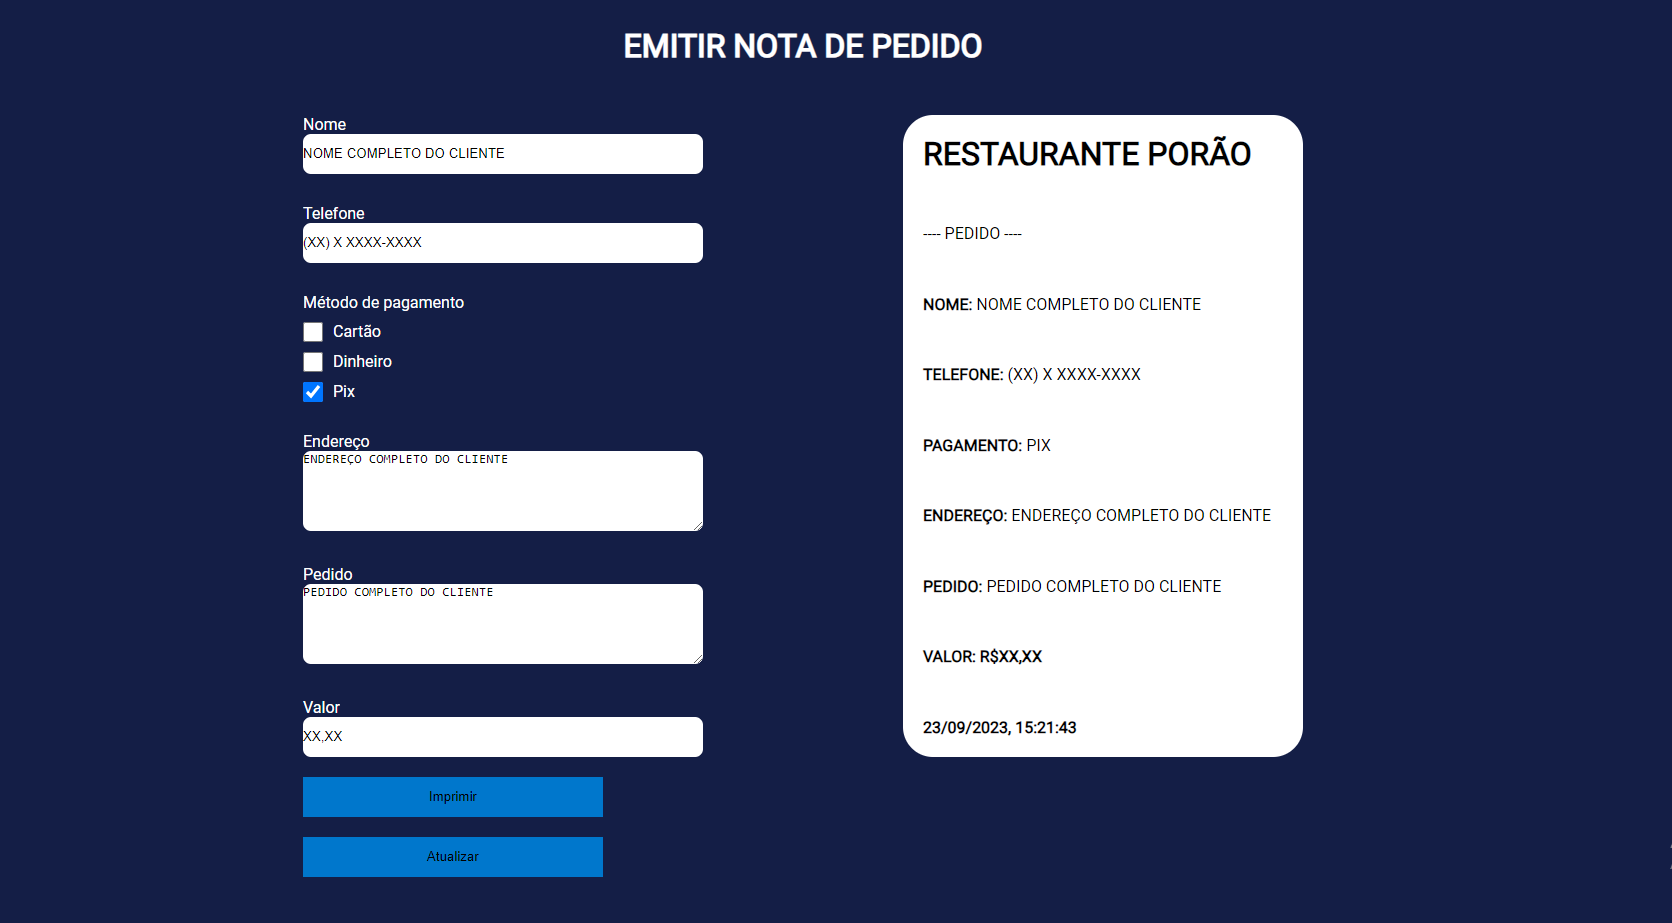 EMITIR NOTA DE PEDIDO
Nome
NOME COMPLETO DO CLIENTE
Telefone
(XX) X XXXX-XXXX
Método de pagamento
Cartão
Dinheiro
Pix
Endereço
ENDEREÇO COMPLETO DO CLIENTE
Pedido
PEDIDO COMPLETO DO CLIENTE
Valor
XX,XX
Imprimir
Atualizar
RESTAURANTE PORÃO
---- PEDIDO ----
NOME: NOME COMPLETO DO CLIENTE
TELEFONE: (XX) X XXXX-XXXX
PAGAMENTO: PIX
ENDEREÇO: ENDEREÇO COMPLETO DO CLIENTE
PEDIDO: PEDIDO COMPLETO DO CLIENTE
VALOR: R$XX,XX
23/09/2023, 15:21:43